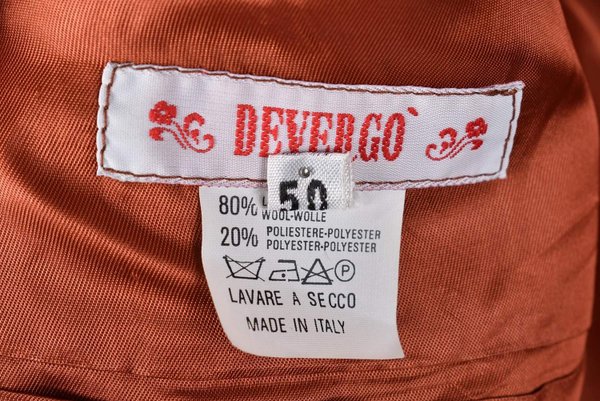 DEVERGO`
50
80%
WOOL-WOLLE
20% POLIESTERE-POLYESTER
POLYESTER-POLYESTER
P
LAVARE A SECCO
MADE IN ITALY